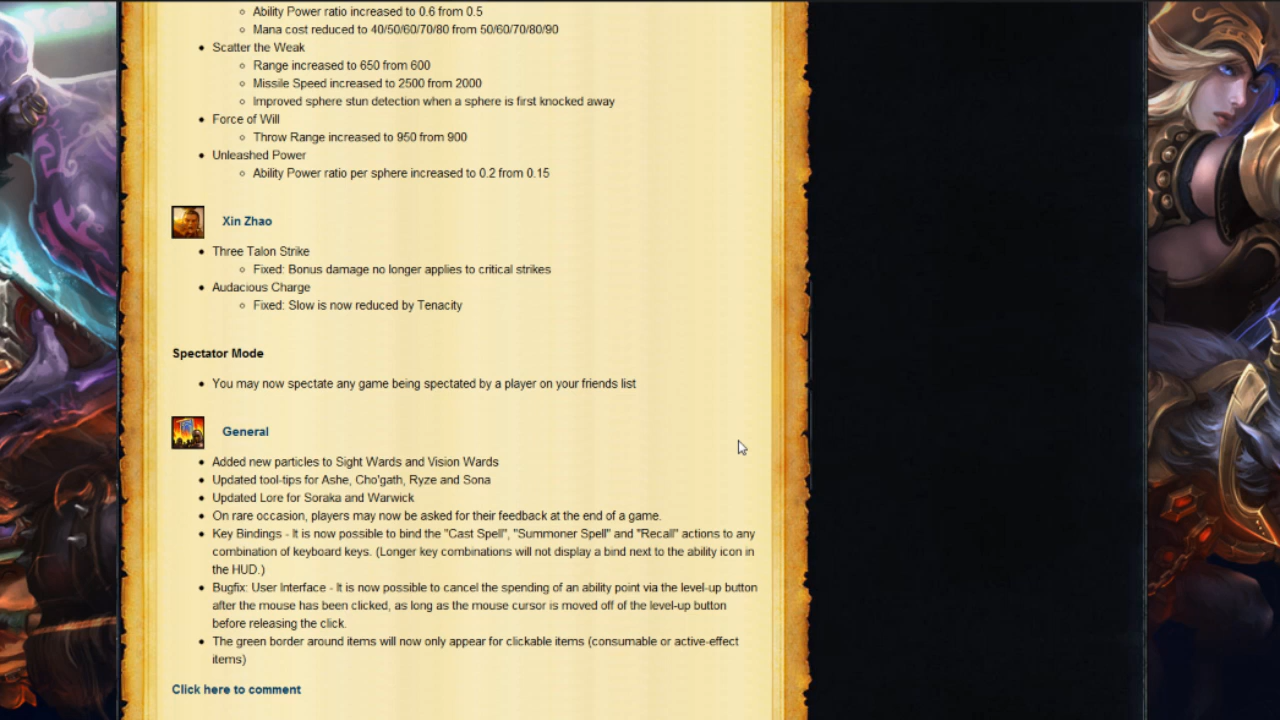 Ability Power ratio increased to 0.6 from 0.5
Mana cost reduced to 40/50/60/70/80 from 50/60/70/80/90
Scatter the Weak
Range increased to 650 from 600
Missile Speed increased to 2500 from 2000
Improved sphere stun detection when a sphere is first knocked away
Force of Will
Throw Range increased to 950 from 900
Unleashed Power
Ability Power ratio per sphere increased to 0.2 from 0.15
Xin Zhao
Three Talon Strike
Fixed: Bonus damage no longer applies to critical strikes
Audacious Charge
Fixed: Slow is now reduced by Tenacity
Spectator Mode
You may now spectate any game being spectated by a player on your friends list
General
Added new particles to Sight Wards and Vision Wards
Updated tool-tips for Ashe, Cho'gath, Ryze and Sona
Updated Lore for Soraka and Warwick
On rare occasion, players may now be asked for their feedback at the end of a game.
Key Bindings - It is now possible to bind the "Cast Spell", "Summoner Spell" and "Recall" actions to any
combination of keyboard keys. (Longer key combinations will not display a bind next to the ability icon in
the HUD.)
Bugfix: User Interface - It is now possible to cancel the spending of an ability point via the level-up button
after the mouse has been clicked, as long as the mouse cursor is moved off of the level-up button
before releasing the click.
The green border around items will now only appear for clickable items (consumable or active-effect
items)
Click here to comment